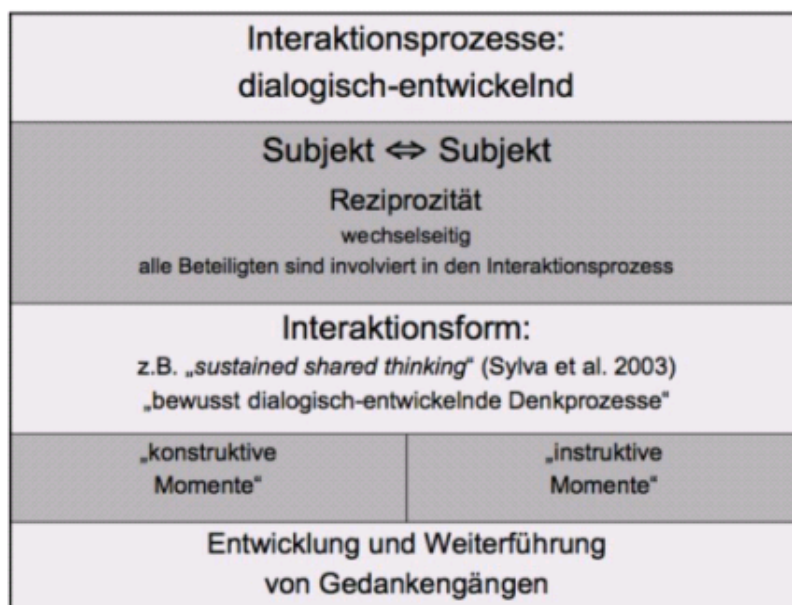 Interaktionsprozesse:
dialogisch-entwickelnd
Subjekt ⇔ Subjekt
Reziprozität
wechselseitig
alle Beteiligten sind involviert in den Interaktionsprozess
Interaktionsform:
z.B. „sustained shared thinking“ (Sylva et al. 2003)
„bewusst dialogisch-entwickelnde Denkprozesse“
„konstruktive
Momente“
„instruktive
Momente“
Entwicklung und Weiterführung
von Gedankengängen